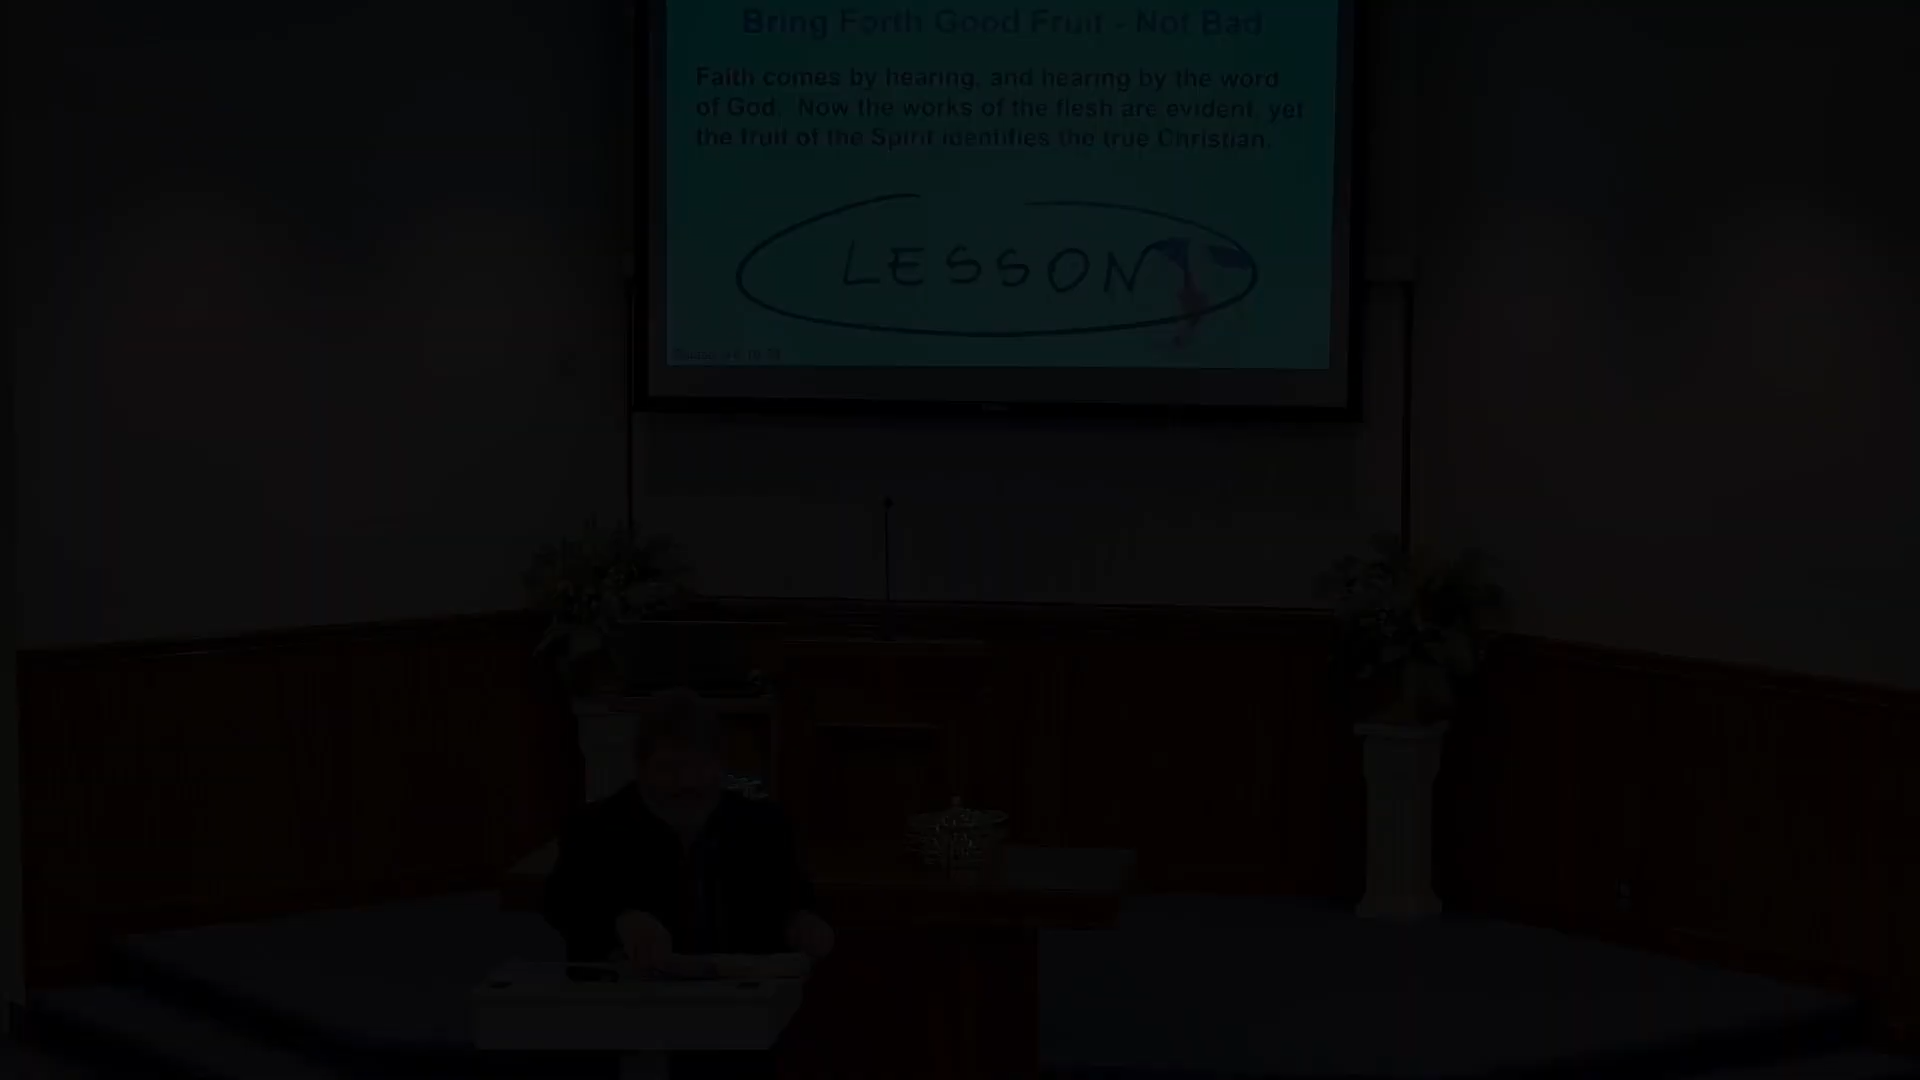 Bring Forth Good Fruit - Not Bad
Faith comes by hearing, and hearing by the word
of God. Now the works of the flesh are evident, yet
the fruit of the Spirit identifies the true Christian.
LESSON